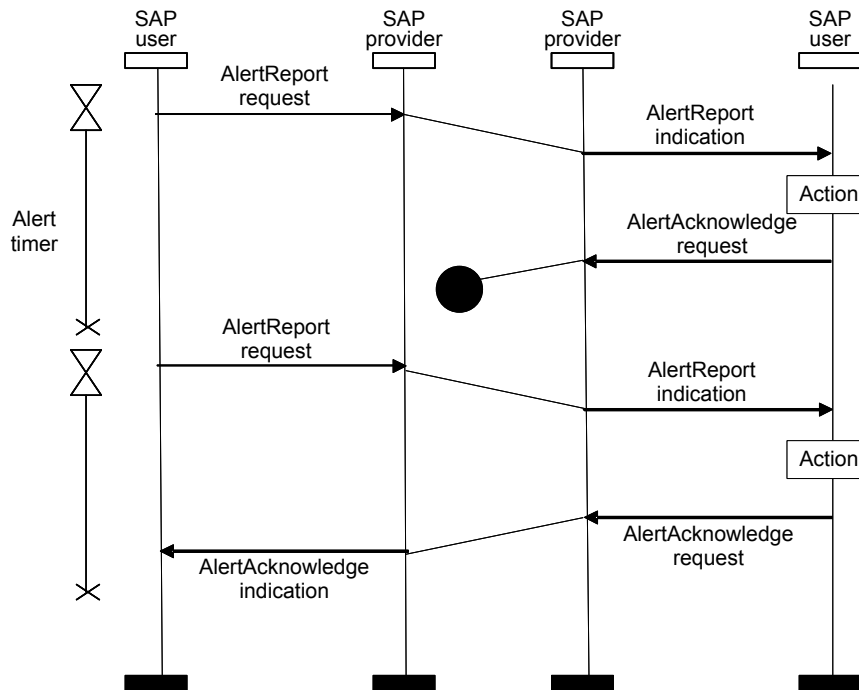 SAP
user
SAP
provider
SAP
provider
SAP
user
AlertReport
request
AlertReport
indication
Action
Alert
timer
AlertAcknowledge
request
AlertReport
request
AlertReport
indication
Action
AlertAcknowledge
request
AlertAcknowledge
indication